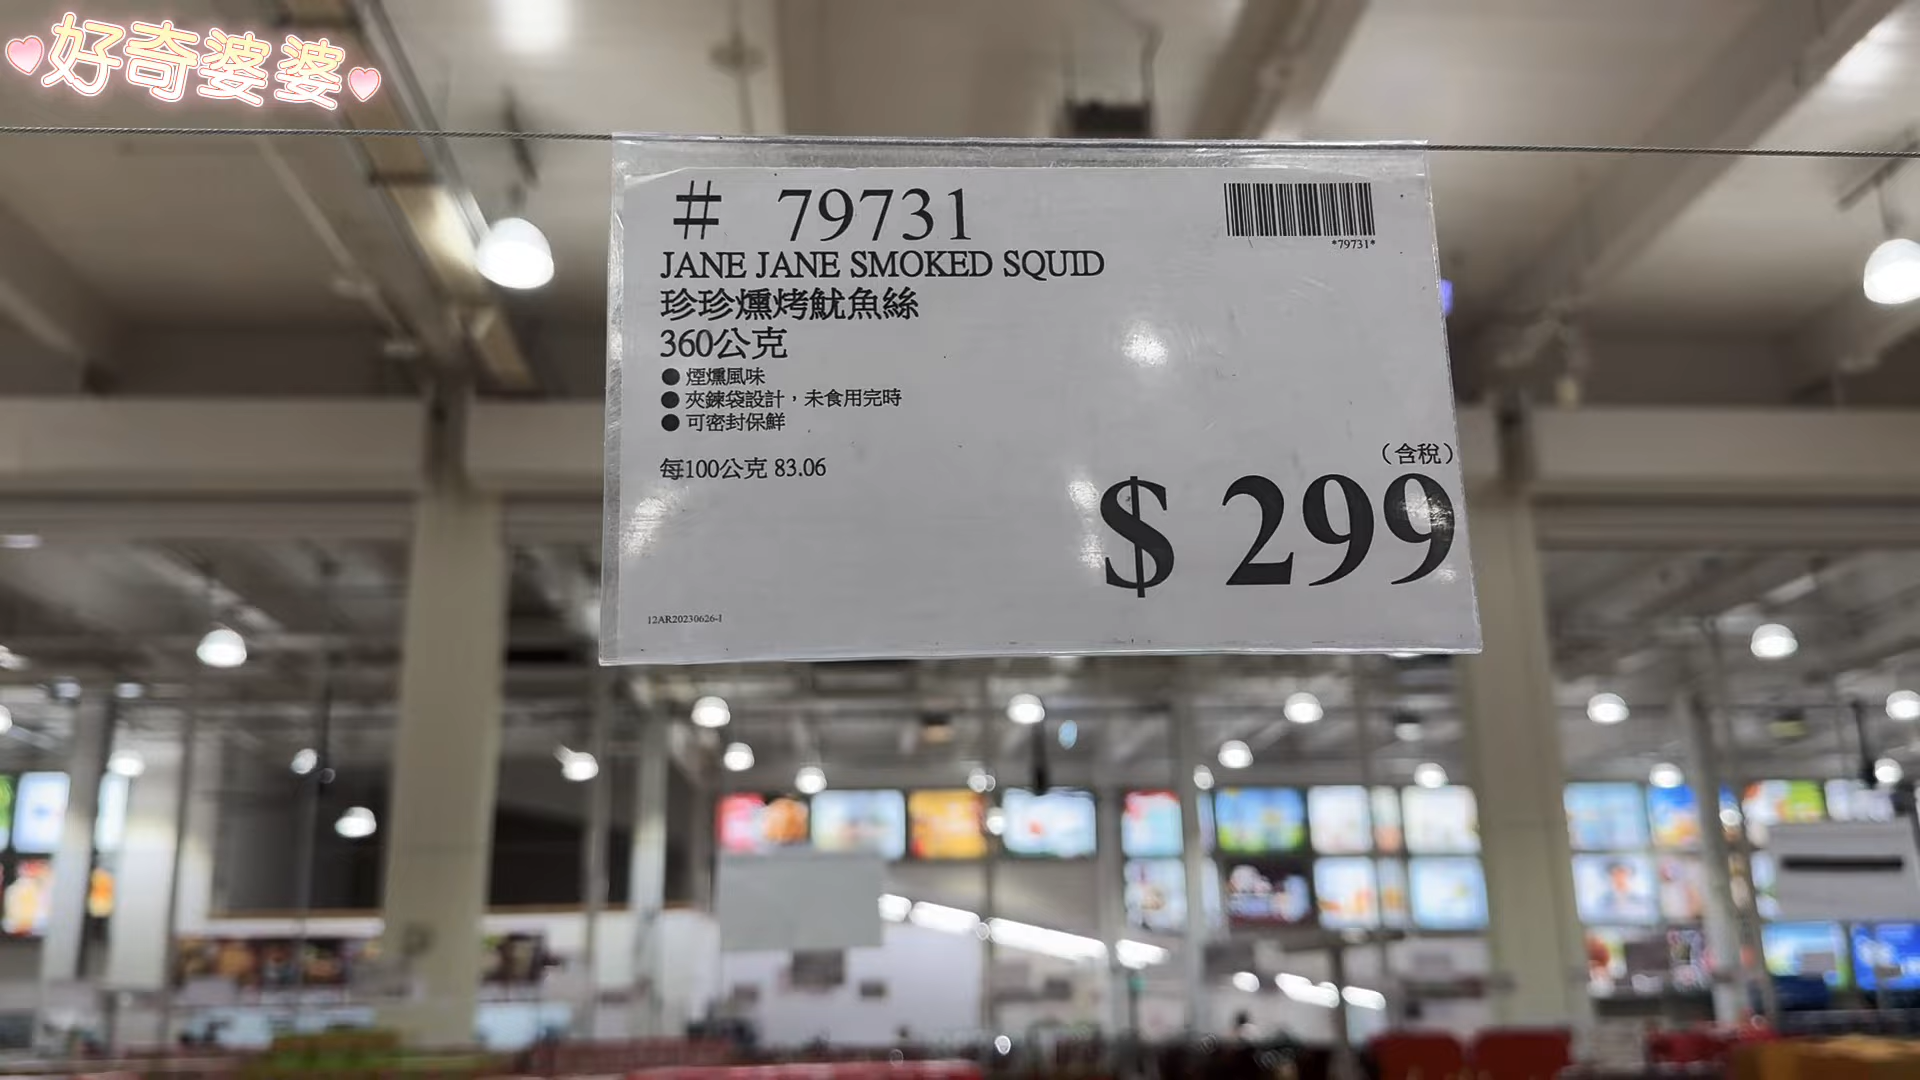 好奇婆婆
# 79731
*79731*
JANE JANE SMOKED SQUID
珍珍燻烤魷魚絲
360公克
● 煙燻風味
● 夾鍊袋設計，未食用完時
● 可密封保鮮
每100公克 83.06
（含稅）
$ 299
12AR20230626-1